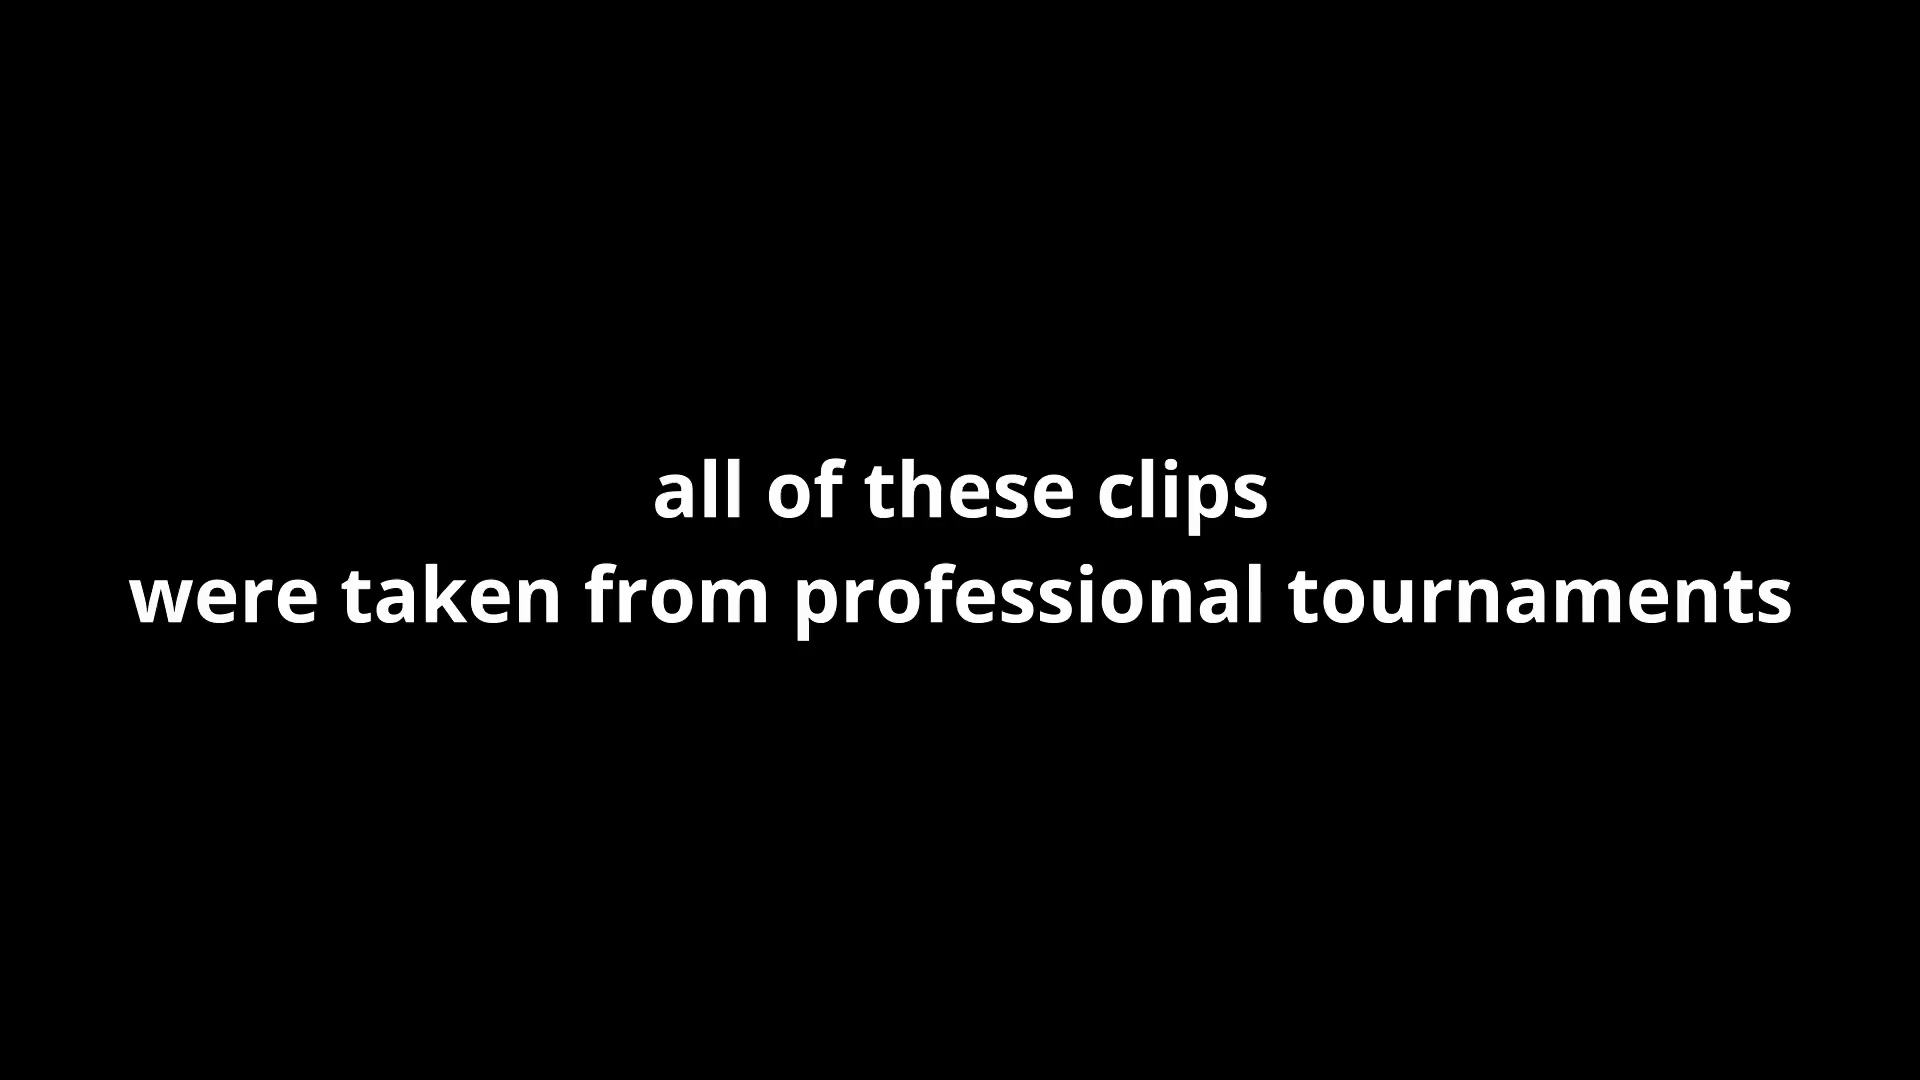 all of these clips
were taken from professional tournaments